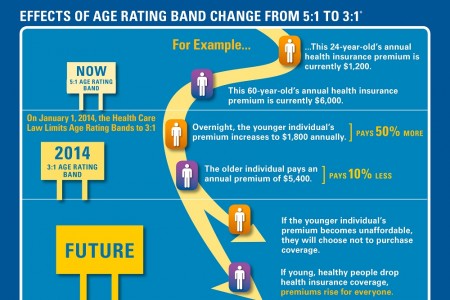 EFFECTS OF AGE RATING BAND CHANGE FROM 5:1 TO 3:1*
For Example...
...This 24-year-old's annual
health insurance premium is
currently $1,200.
NOW
5:1 AGE RATING
BAND
This 60-year-old's annual health insurance
premium is currently $6,000.
On January 1, 2014, the Health Care
Law Limits Age Rating Bands to 3:1
Overnight, the younger individual's
premium increases to $1,800 annually.
PAYS 50% MORE
2014
3:1 AGE RATING
BAND
The older individual pays an
annual premium of $5,400.
PAYS 10% LESS
If the younger individual's
premium becomes unaffordable,
they will choose not to purchase
coverage.
FUTURE
If young, healthy people drop
health insurance coverage,
premiums rise for everyone.